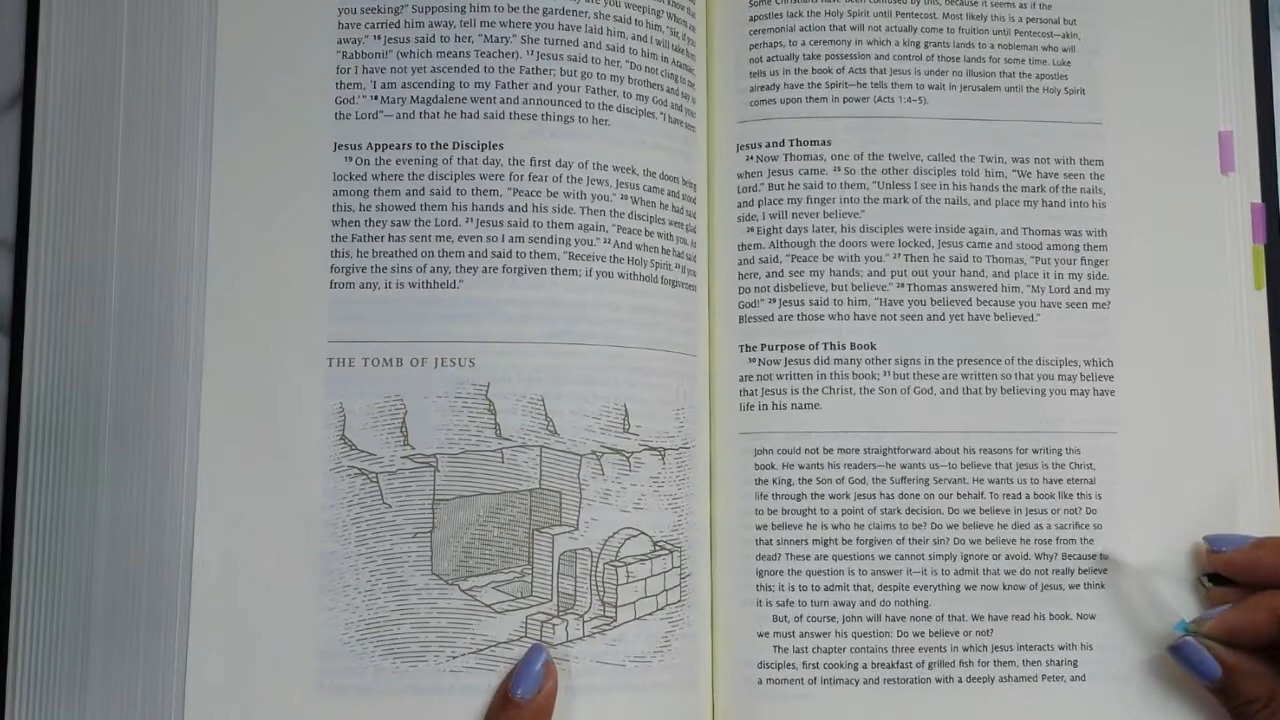 are you weeping? Whom are
you seeking?" Supposing him to be the gardener, she said to him, "Sir, if you
have carried him away, tell me where you have laid him, and I will take him
away." 16 Jesus said to her, "Mary." She turned and said to him in Aramaic,
"Rabboni!" (which means Teacher). 17 Jesus said to her, "Do not cling to me,
for I have not yet ascended to the Father; but go to my brothers and say to
them, 'I am ascending to my Father and your Father, to my God and your
God.'" 18 Mary Magdalene went and announced to the disciples, "I have seen
the Lord"—and that he had said these things to her.
Jesus Appears to the Disciples
19 On the evening of that day, the first day of the week, the doors being
locked where the disciples were for fear of the Jews, Jesus came and stood
among them and said to them, "Peace be with you." 20 When he had said
this, he showed them his hands and his side. Then the disciples were glad
when they saw the Lord. 21 Jesus said to them again, "Peace be with you. As
the Father has sent me, even so I am sending you." 22 And when he had said
this, he breathed on them and said to them, "Receive the Holy Spirit. 23 If you
forgive the sins of any, they are forgiven them; if you withhold forgiveness
from any, it is withheld."
THE TOMB OF JESUS
Some Christians have been confused by this, because it seems as if the
apostles lack the Holy Spirit until Pentecost. Most likely this is a personal but
ceremonial action that will not actually come to fruition until Pentecost—akin,
perhaps, to a ceremony in which a king grants lands to a nobleman who will
not actually take possession and control of those lands for some time. Luke
tells us in the book of Acts that Jesus is under no illusion that the apostles
already have the Spirit—he tells them to wait in Jerusalem until the Holy Spirit
comes upon them in power (Acts 1:4–5).
Jesus and Thomas
24 Now Thomas, one of the twelve, called the Twin, was not with them
when Jesus came. 25 So the other disciples told him, "We have seen the
Lord." But he said to them, "Unless I see in his hands the mark of the nails,
and place my finger into the mark of the nails, and place my hand into his
side, I will never believe."
26 Eight days later, his disciples were inside again, and Thomas was with
them. Although the doors were locked, Jesus came and stood among them
and said, "Peace be with you." 27 Then he said to Thomas, "Put your finger
here, and see my hands; and put out your hand, and place it in my side.
Do not disbelieve, but believe." 28 Thomas answered him, "My Lord and my
God!" 29 Jesus said to him, "Have you believed because you have seen me?
Blessed are those who have not seen and yet have believed."
The Purpose of This Book
30 Now Jesus did many other signs in the presence of the disciples, which
are not written in this book; 31 but these are written so that you may believe
that Jesus is the Christ, the Son of God, and that by believing you may have
life in his name.
John could not be more straightforward about his reasons for writing this
book. He wants his readers—he wants us—to believe that Jesus is the Christ,
the King, the Son of God, the Suffering Servant. He wants us to have eternal
life through the work Jesus has done on our behalf. To read a book like this is
to be brought to a point of stark decision. Do we believe in Jesus or not? Do
we believe he is who he claims to be? Do we believe he died as a sacrifice so
that sinners might be forgiven of their sin? Do we believe he rose from the
dead? These are questions we cannot simply ignore or avoid. Why? Because to
ignore the question is to answer it—it is to admit that we do not really believe
this; it is to to admit that, despite everything we now know of Jesus, we think
it is safe to turn away and do nothing.
But, of course, John will have none of that. We have read his book. Now
we must answer his question: Do we believe or not?
The last chapter contains three events in which Jesus interacts with his
disciples, first cooking a breakfast of grilled fish for them, then sharing
a moment of intimacy and restoration with a deeply ashamed Peter, and